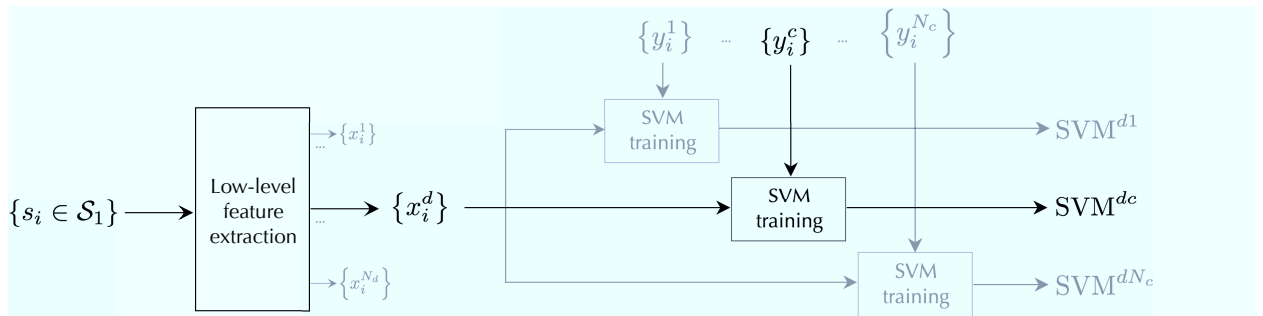 {y_i^1} ... {y_i^c} ... {y_i^{N_c}}
SVM
training
SVM^{d1}
{x_i^1}
...
{s_i ∈ S_1}
Low-level
feature
extraction
{x_i^d}
...
SVM
training
SVM^{dc}
{x_i^{N_d}}
SVM
training
SVM^{dN_c}